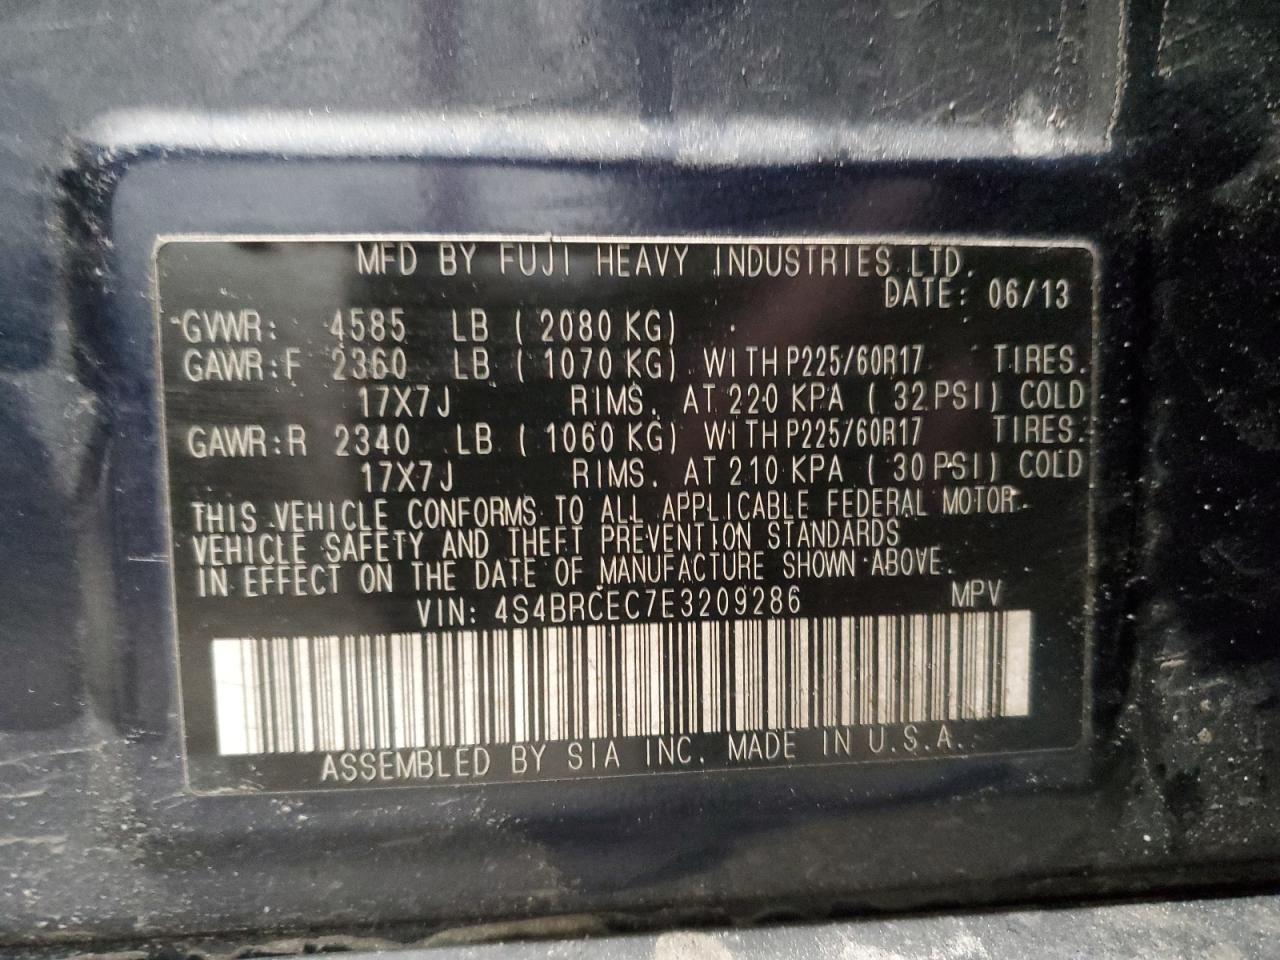 MFD BY FUJI HEAVY INDUSTRIES LTD.
DATE: 06/13
GVWR: 4585 LB ( 2080 KG)
GAWR:F 2360 LB ( 1070 KG) WITH P225/60R17 TIRES.
17X7J RIMS. AT 220 KPA ( 32 PSI) COLD
GAWR:R 2340 LB ( 1060 KG) WITH P225/60R17 TIRES.
17X7J RIMS. AT 210 KPA ( 30 PSI) COLD
THIS VEHICLE CONFORMS TO ALL APPLICABLE FEDERAL MOTOR
VEHICLE SAFETY AND THEFT PREVENTION STANDARDS
IN EFFECT ON THE DATE OF MANUFACTURE SHOWN ABOVE.
VIN: 4S4BRCEC7E3209286 MPV
ASSEMBLED BY SIA INC. MADE IN U.S.A.